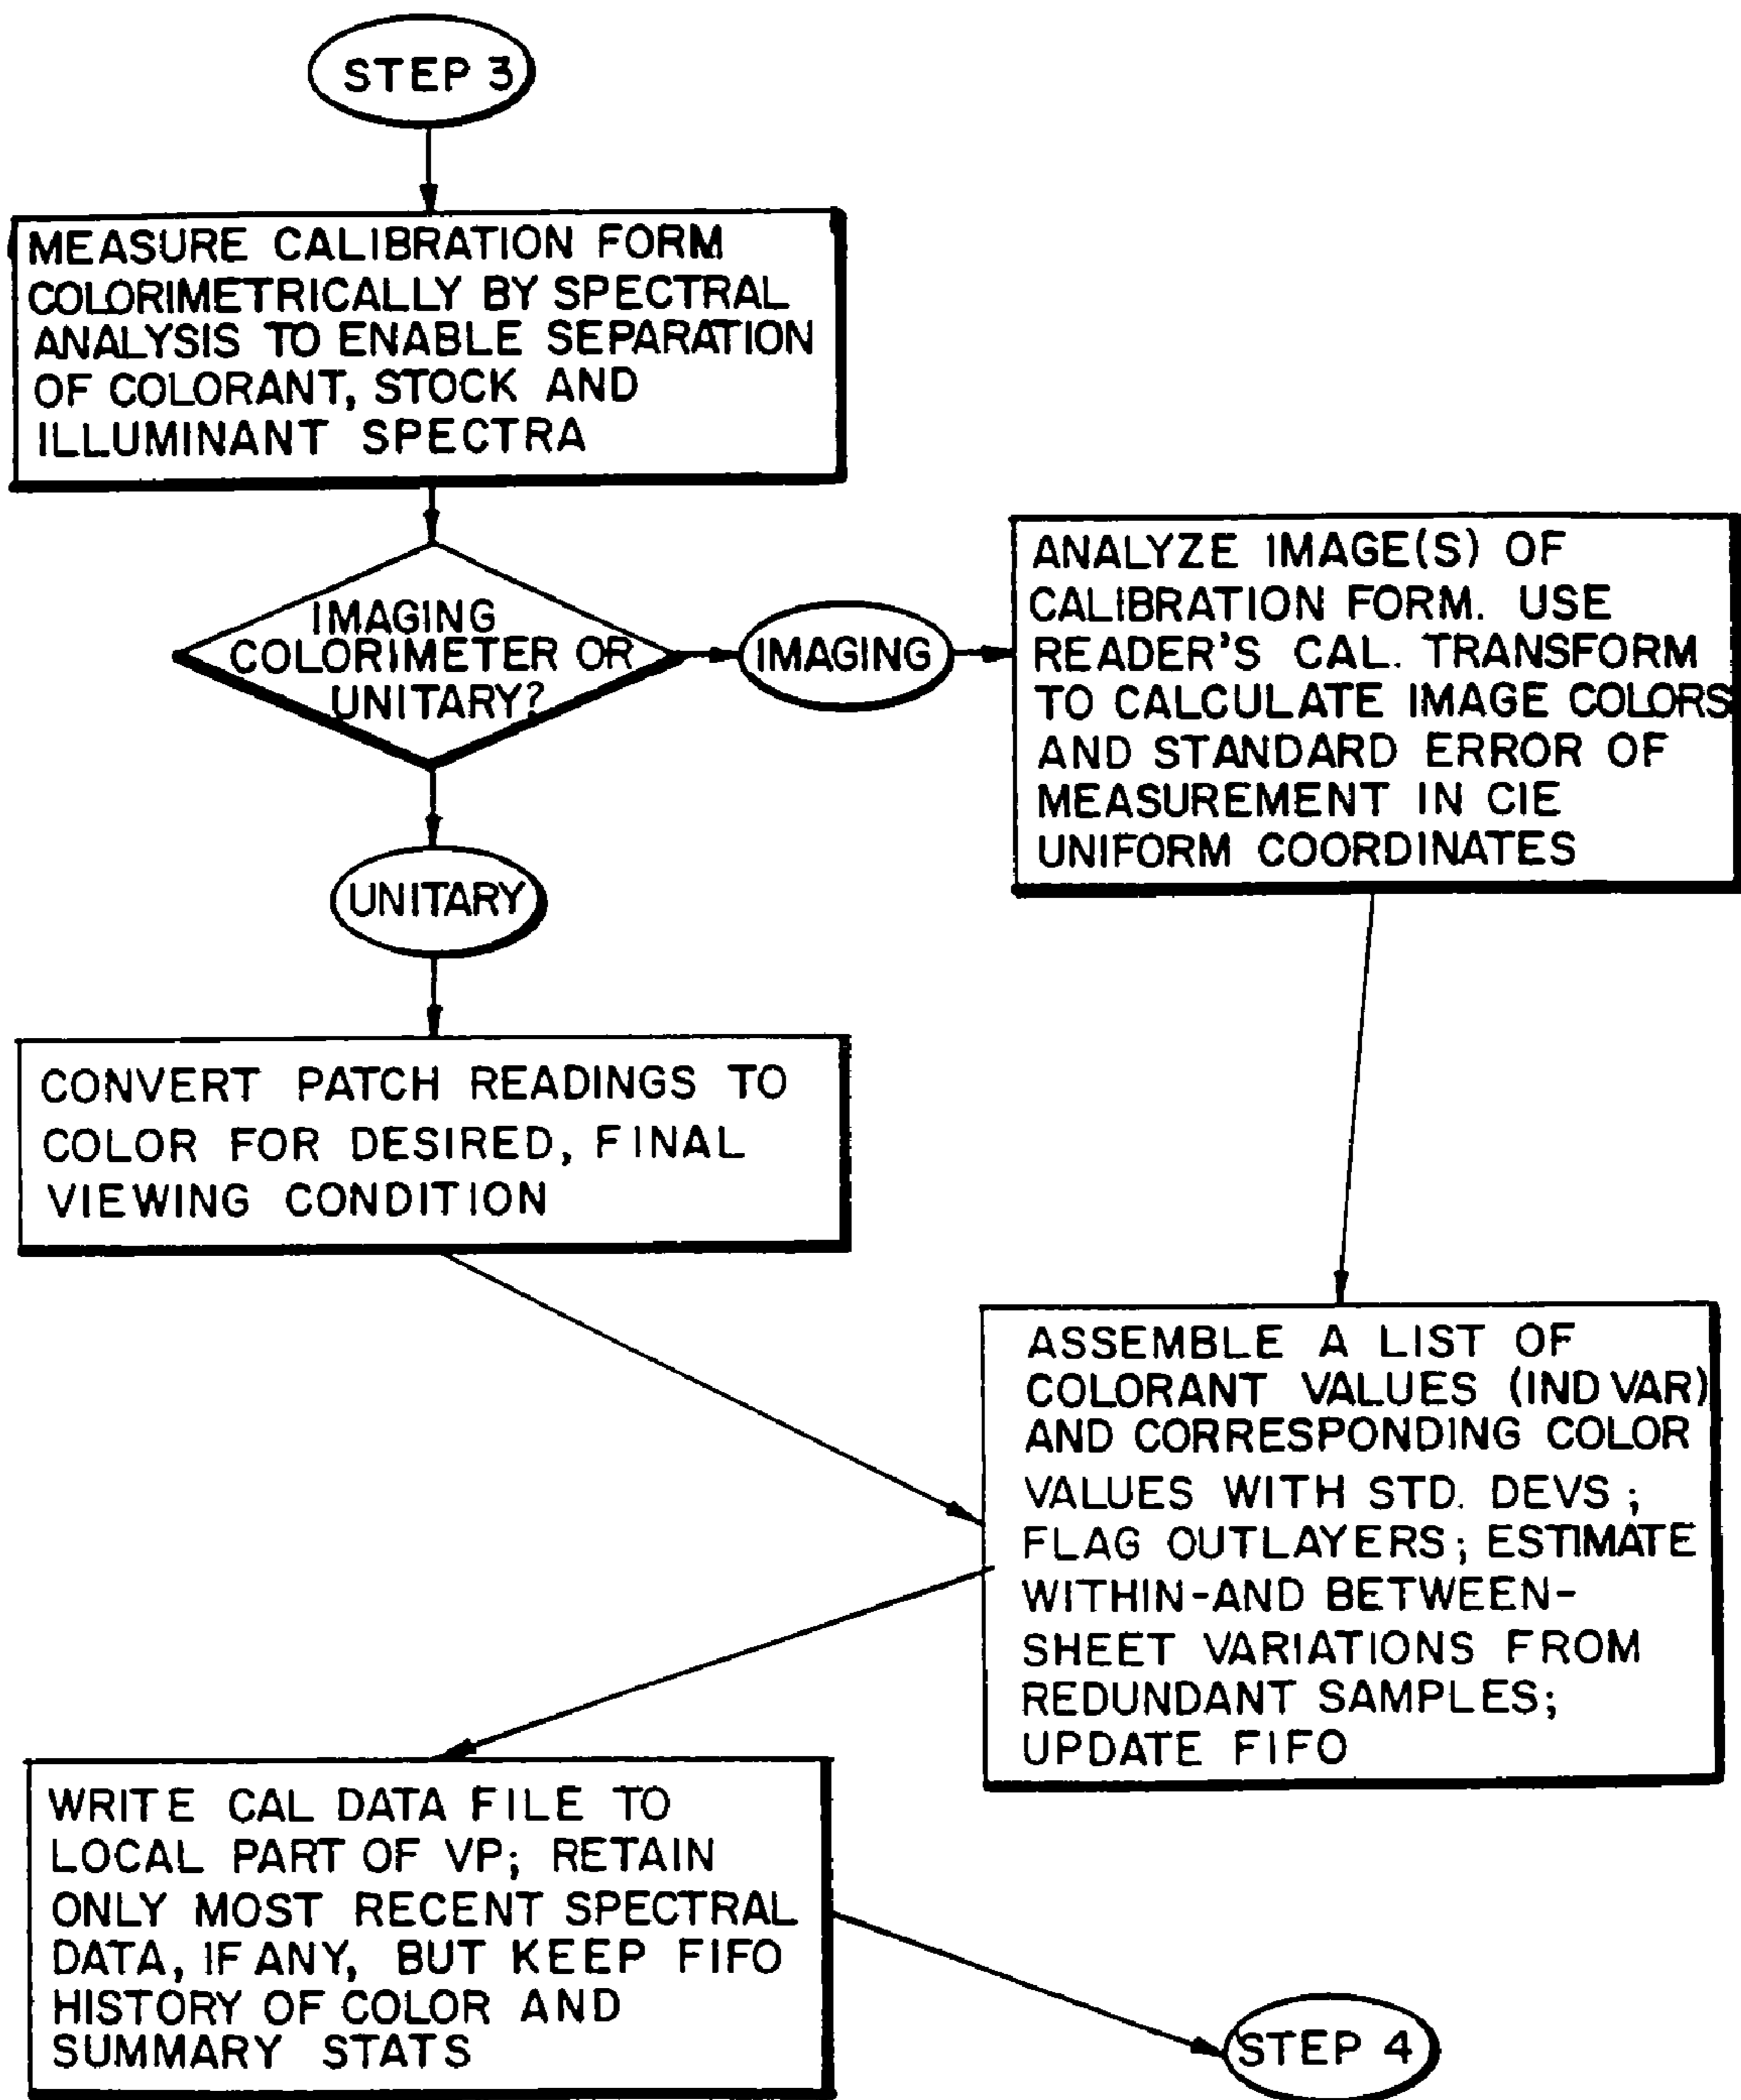 STEP 3
MEASURE CALIBRATION FORM
COLORIMETRICALLY BY SPECTRAL
ANALYSIS TO ENABLE SEPARATION
OF COLORANT, STOCK AND
ILLUMINANT SPECTRA
IMAGING
COLORIMETER OR
UNITARY?
IMAGING
ANALYZE IMAGE(S) OF
CALIBRATION FORM. USE
READER'S CAL. TRANSFORM
TO CALCULATE IMAGE COLORS
AND STANDARD ERROR OF
MEASUREMENT IN CIE
UNIFORM COORDINATES
UNITARY
CONVERT PATCH READINGS TO
COLOR FOR DESIRED, FINAL
VIEWING CONDITION
ASSEMBLE A LIST OF
COLORANT VALUES (IND VAR)
AND CORRESPONDING COLOR
VALUES WITH STD. DEVS;
FLAG OUTLAYERS; ESTIMATE
WITHIN-AND BETWEEN-
SHEET VARIATIONS FROM
REDUNDANT SAMPLES;
UPDATE FIFO
WRITE CAL DATA FILE TO
LOCAL PART OF VP; RETAIN
ONLY MOST RECENT SPECTRAL
DATA, IF ANY, BUT KEEP FIFO
HISTORY OF COLOR AND
SUMMARY STATS
STEP 4